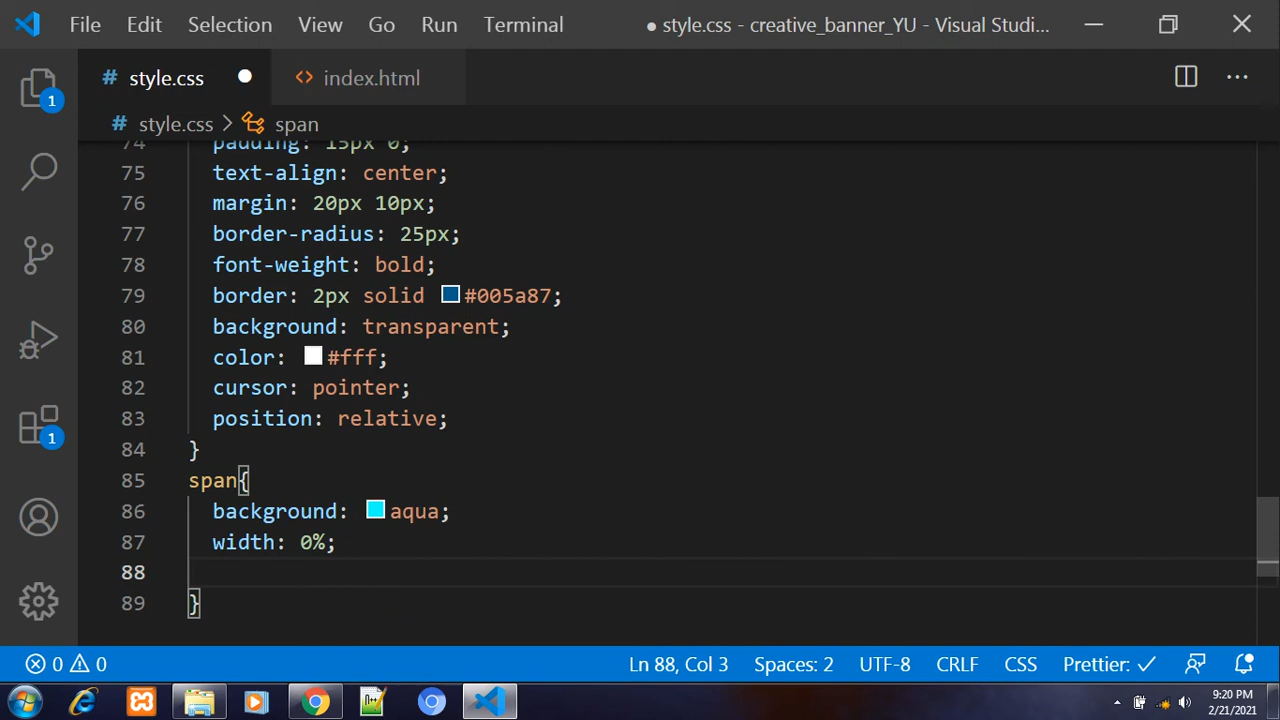 File Edit Selection View Go Run Terminal ● style.css - creative_banner_YU - Visual Studi...
# style.css ● <> index.html ...
# style.css > span
74 padding: 15px 0;
75 text-align: center;
76 margin: 20px 10px;
77 border-radius: 25px;
78 font-weight: bold;
79 border: 2px solid #005a87;
80 background: transparent;
81 color: #fff;
82 cursor: pointer;
83 position: relative;
84 }
85 span{
86 background: aqua;
87 width: 0%;
88
89 }
1
1
0 0 Ln 88, Col 3 Spaces: 2 UTF-8 CRLF CSS Prettier: ✓
9:20 PM
2/21/2021